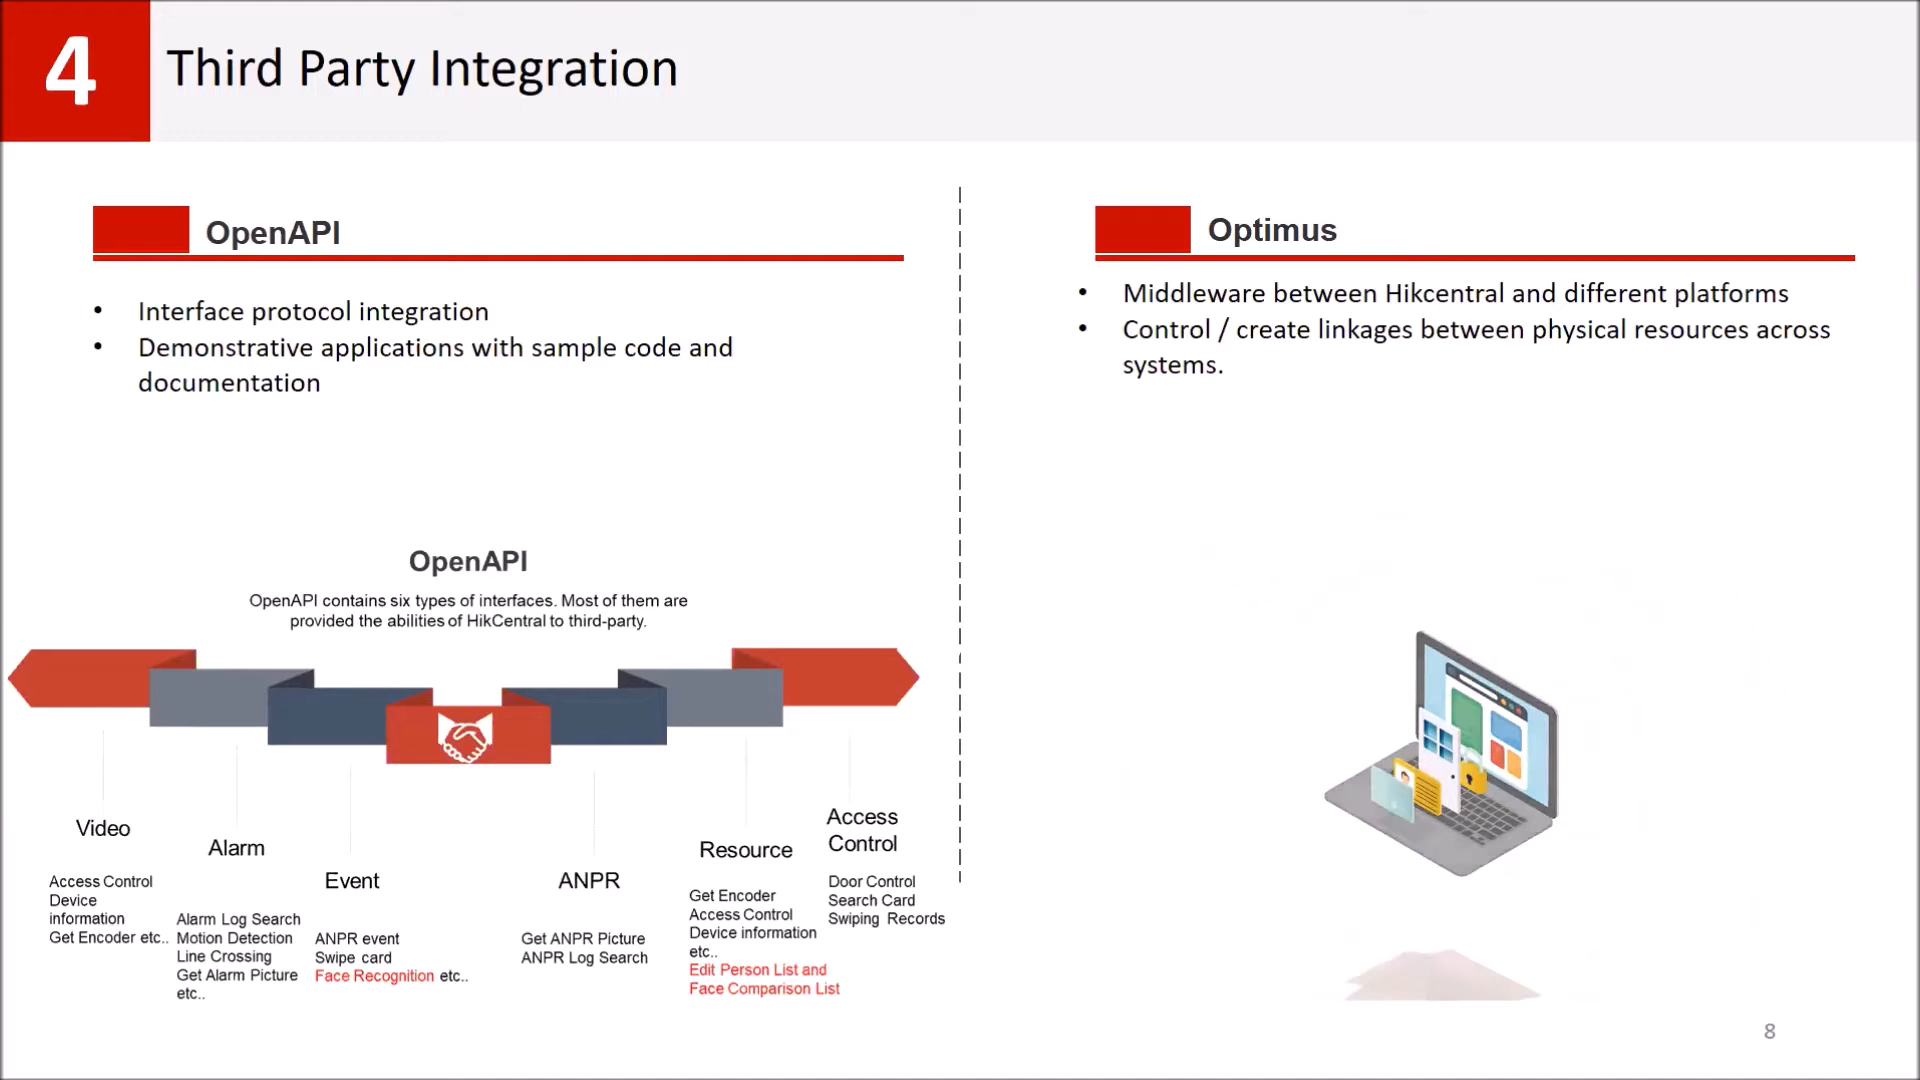 4
Third Party Integration
OpenAPI
• Interface protocol integration
• Demonstrative applications with sample code and
documentation
OpenAPI
OpenAPI contains six types of interfaces. Most of them are
provided the abilities of HikCentral to third-party.
Video
Access Control
Device
information
Get Encoder etc..
Alarm
Alarm Log Search
Motion Detection
Line Crossing
Get Alarm Picture
etc..
Event
ANPR event
Swipe card
Face Recognition etc..
ANPR
Get ANPR Picture
ANPR Log Search
Resource
Get Encoder
Access Control
Device information
etc..
Edit Person List and
Face Comparison List
Access
Control
Door Control
Search Card
Swiping Records
Optimus
• Middleware between Hikcentral and different platforms
• Control / create linkages between physical resources across
systems.
8